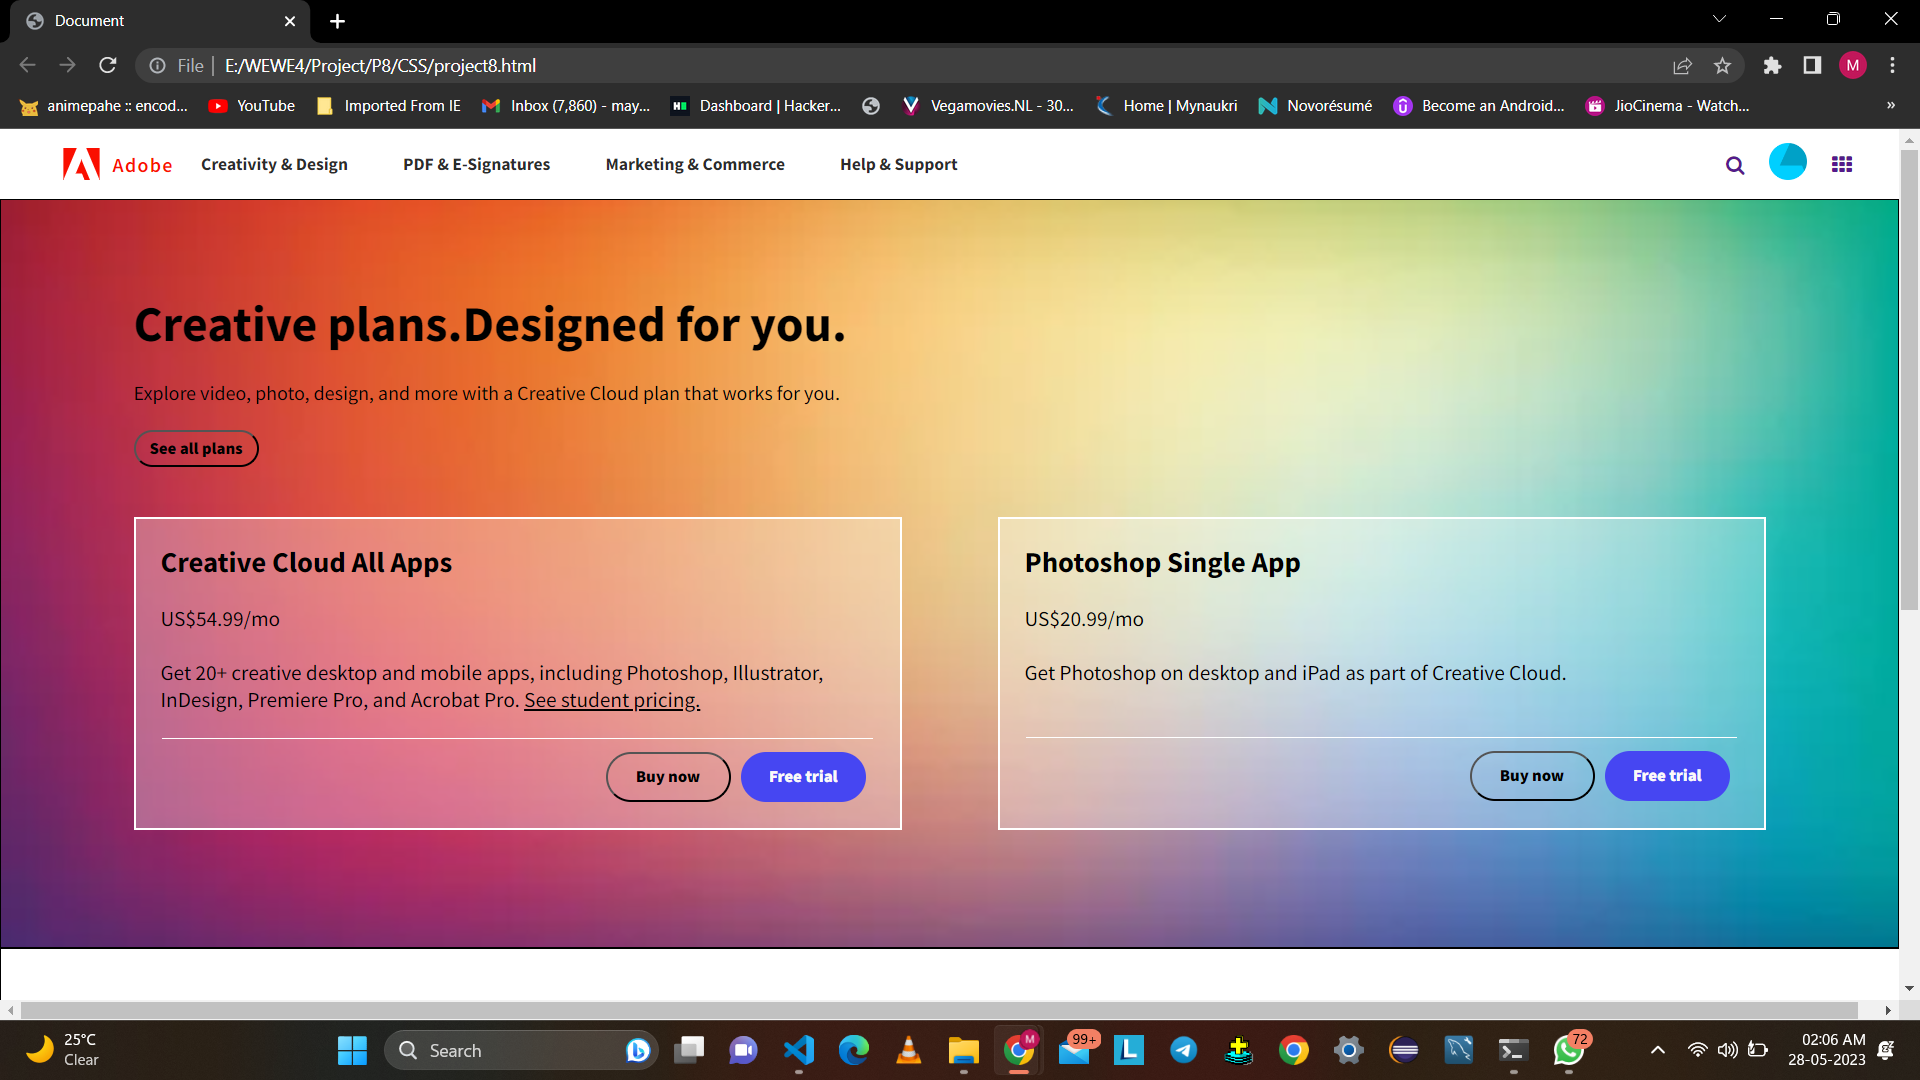 Document
File | E:/WEWE4/Project/P8/CSS/project8.html
M
animepahe :: encod...
YouTube
Imported From IE
Inbox (7,860) - may...
Dashboard | Hacker...
Vegamovies.NL - 30...
Home | Mynaukri
Novorésumé
Become an Android...
JioCinema - Watch...
»
Adobe
Creativity & Design
PDF & E-Signatures
Marketing & Commerce
Help & Support
Creative plans.Designed for you.
Explore video, photo, design, and more with a Creative Cloud plan that works for you.
See all plans
Creative Cloud All Apps
US$54.99/mo
Get 20+ creative desktop and mobile apps, including Photoshop, Illustrator,
InDesign, Premiere Pro, and Acrobat Pro. See student pricing.
Buy now
Free trial
Photoshop Single App
US$20.99/mo
Get Photoshop on desktop and iPad as part of Creative Cloud.
Buy now
Free trial
25°C
Clear
Search
M
99+
L
72
02:06 AM
28-05-2023